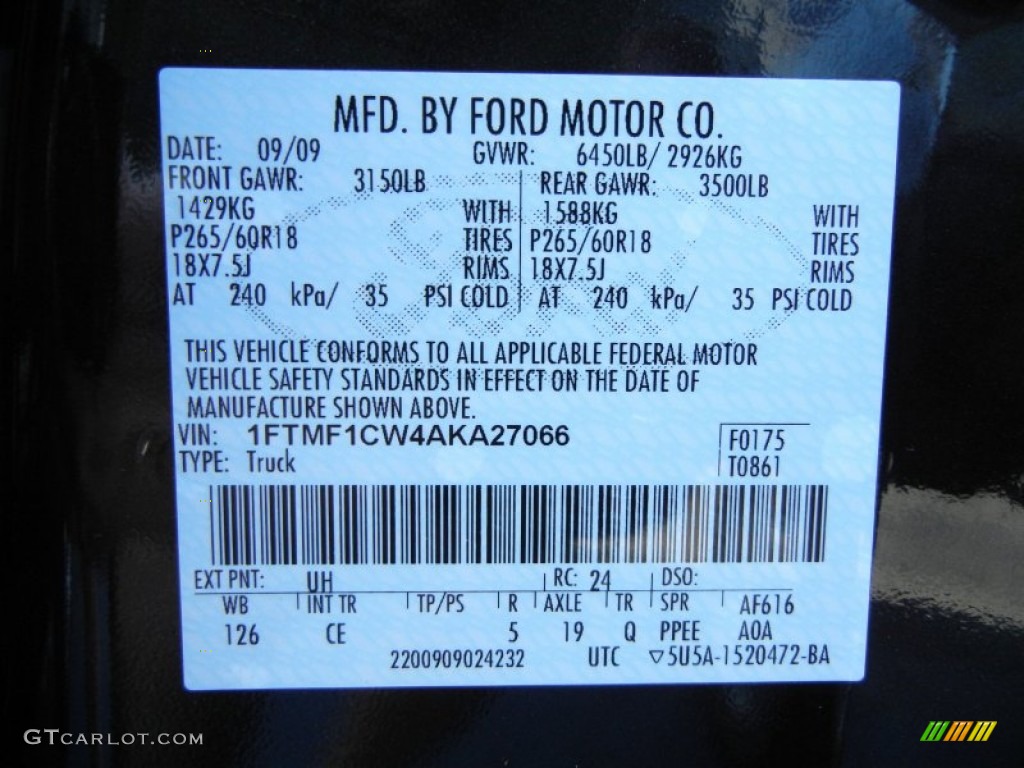 MFD. BY FORD MOTOR CO.
DATE: 09/09 GVWR: 6450LB/ 2926KG
FRONT GAWR: 3150LB REAR GAWR: 3500LB
1429KG WITH 1588KG WITH
P265/60R18 TIRES P265/60R18 TIRES
18X7.5J RIMS 18X7.5J RIMS
AT 240 kPa/ 35 PSI COLD AT 240 kPa/ 35 PSI COLD
THIS VEHICLE CONFORMS TO ALL APPLICABLE FEDERAL MOTOR
VEHICLE SAFETY STANDARDS IN EFFECT ON THE DATE OF
MANUFACTURE SHOWN ABOVE.
VIN: 1FTMF1CW4AKA27066 F0175
TYPE: Truck T0861
EXT PNT: UH RC: 24 DSO:
WB INT TR TP/PS R AXLE TR SPR AF616
126 CE 5 19 Q PPEE A0A
2200909024232 UTC ▽5U5A-1520472-BA
GTCARLOT.COM